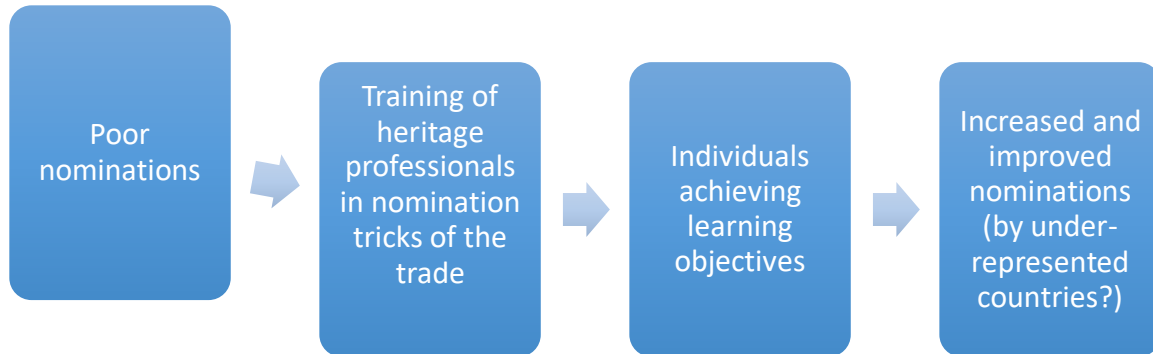 Poor
nominations
Training of
heritage
professionals
in nomination
tricks of the
trade
Individuals
achieving
learning
objectives
Increased and
improved
nominations
(by under-
represented
countries?)